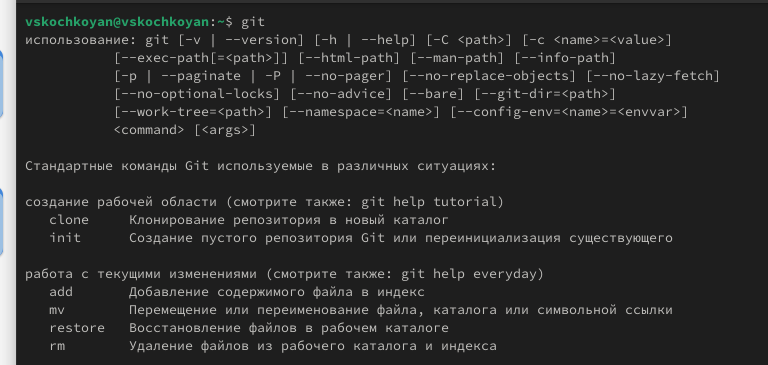 vskochkoyan@vskochkoyan:~$ git
использование: git [-v | --version] [-h | --help] [-C <path>] [-c <name>=<value>]
[--exec-path[=<path>]] [--html-path] [--man-path] [--info-path]
[-p | --paginate | -P | --no-pager] [--no-replace-objects] [--no-lazy-fetch]
[--no-optional-locks] [--no-advice] [--bare] [--git-dir=<path>]
[--work-tree=<path>] [--namespace=<name>] [--config-env=<name>=<envvar>]
<command> [<args>]
Стандартные команды Git используемые в различных ситуациях:
создание рабочей области (смотрите также: git help tutorial)
clone Клонирование репозитория в новый каталог
init Создание пустого репозитория Git или переинициализация существующего
работа с текущими изменениями (смотрите также: git help everyday)
add Добавление содержимого файла в индекс
mv Перемещение или переименование файла, каталога или символьной ссылки
restore Восстановление файлов в рабочем каталоге
rm Удаление файлов из рабочего каталога и индекса